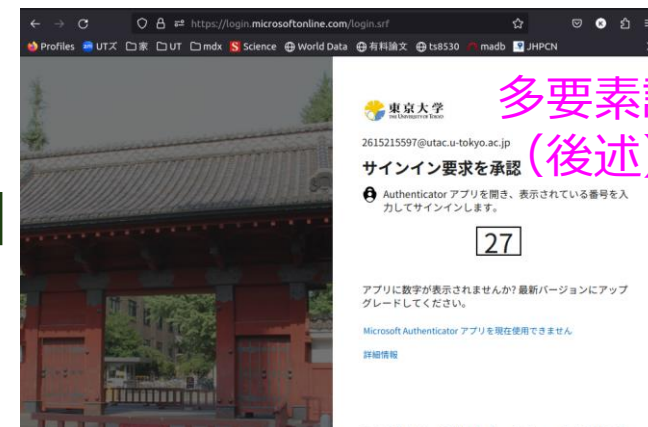 https://login.microsoftonline.com/login.srf
Profiles UTズ 家 UT mdx Science World Data 有料論文 ts8530 madb JHPCN
多要素
東京大学
THE UNIVERSITY OF TOKYO
2615215597@utac.u-tokyo.ac.jp
サインイン要求を承認
(後述)
Authenticator アプリを開き、表示されている番号を入
力してサインインします。
27
アプリに数字が表示されませんか? 最新バージョンにアップ
グレードしてください。
Microsoft Authenticator アプリを現在使用できません
詳細情報